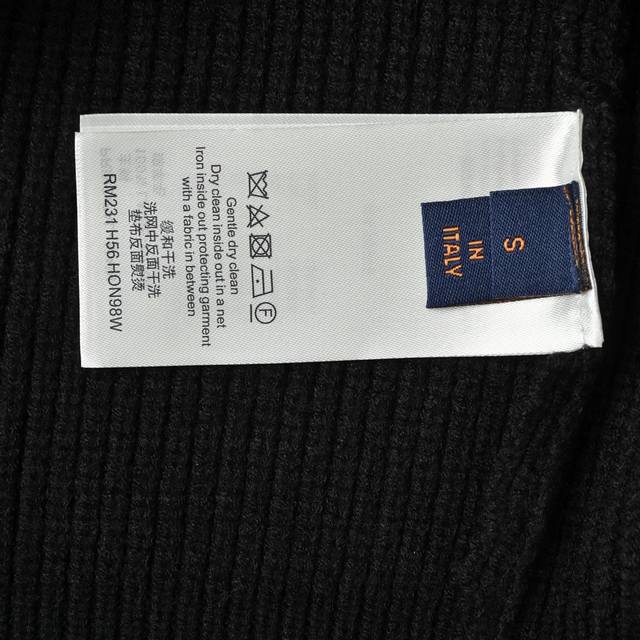 Gentle dry clean
Dry clean inside out in a net
Iron inside out protecting garment
with a fabric in between
缓和干洗
洗网中反面干洗
垫布反面熨烫
RM231 H56 HON98W
S
IN
ITALY